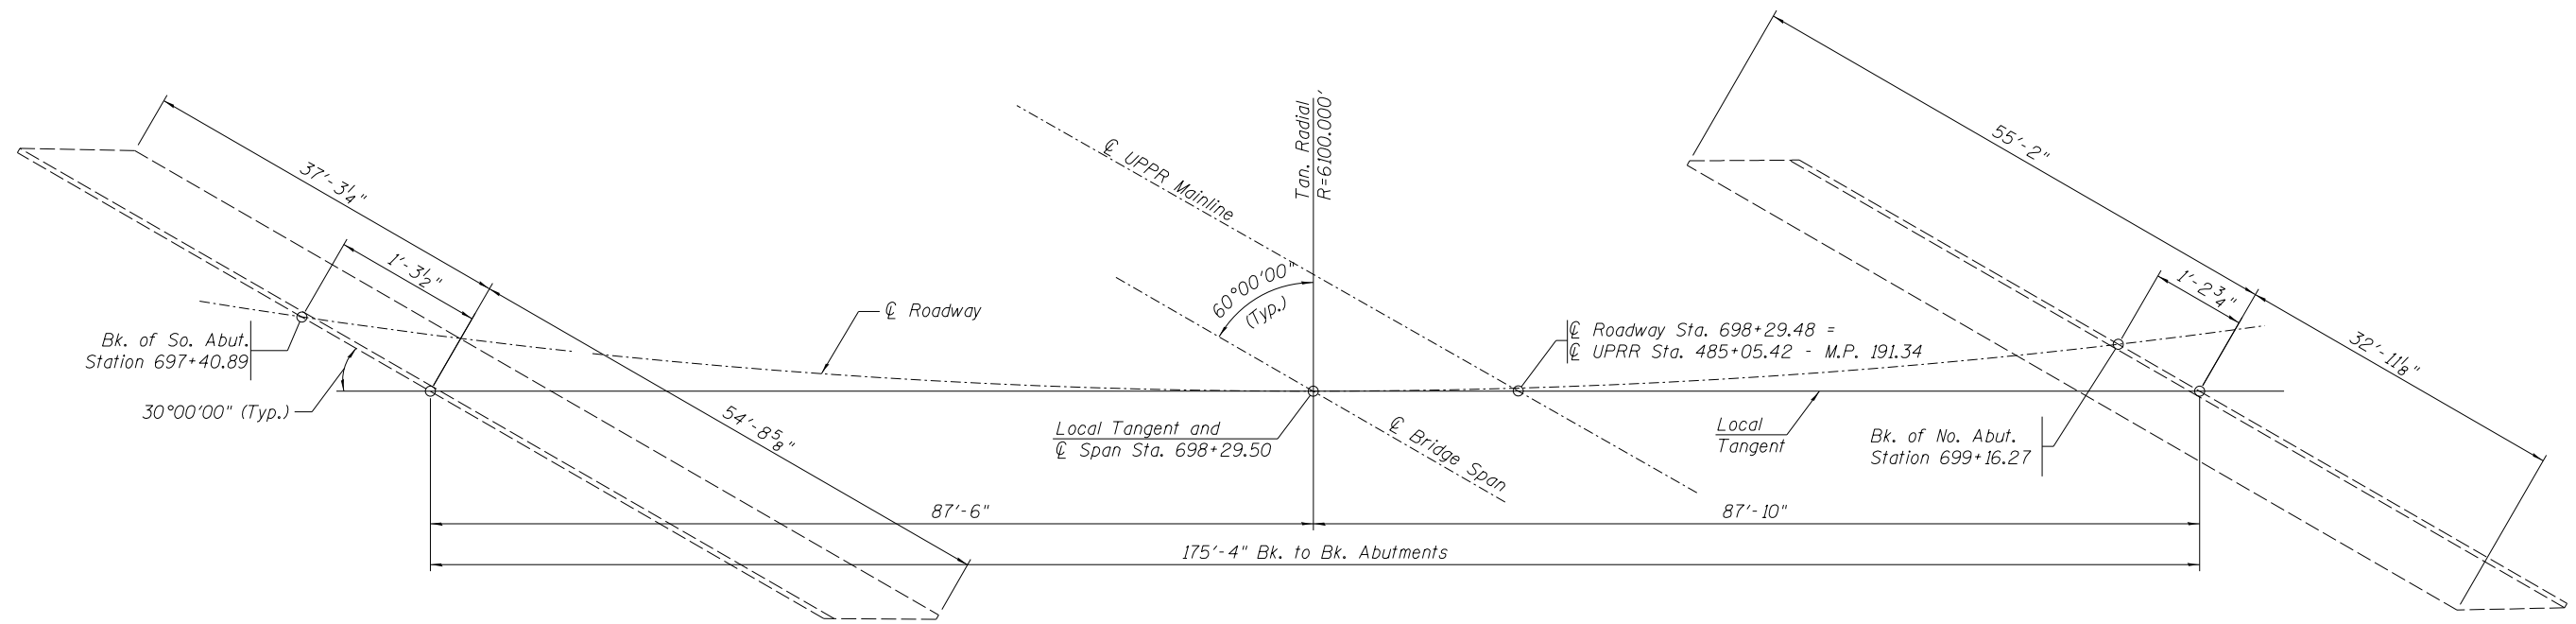 37'-3¼"
1'-3½"
54'-8⅝"
Bk. of So. Abut.
Station 697+40.89
30°00'00" (Typ.)
℄ Roadway
℄ UPPR Mainline
Tan. Radial
R=6100.000'
60°00'00"
(Typ.)
Local Tangent and
℄ Span Sta. 698+29.50
℄ Bridge Span
℄ Roadway Sta. 698+29.48 =
℄ UPRR Sta. 485+05.42 - M.P. 191.34
Local
Tangent
Bk. of No. Abut.
Station 699+16.27
55'-2"
1'-2¾"
32'-11⅛"
87'-6"
87'-10"
175'-4" Bk. to Bk. Abutments